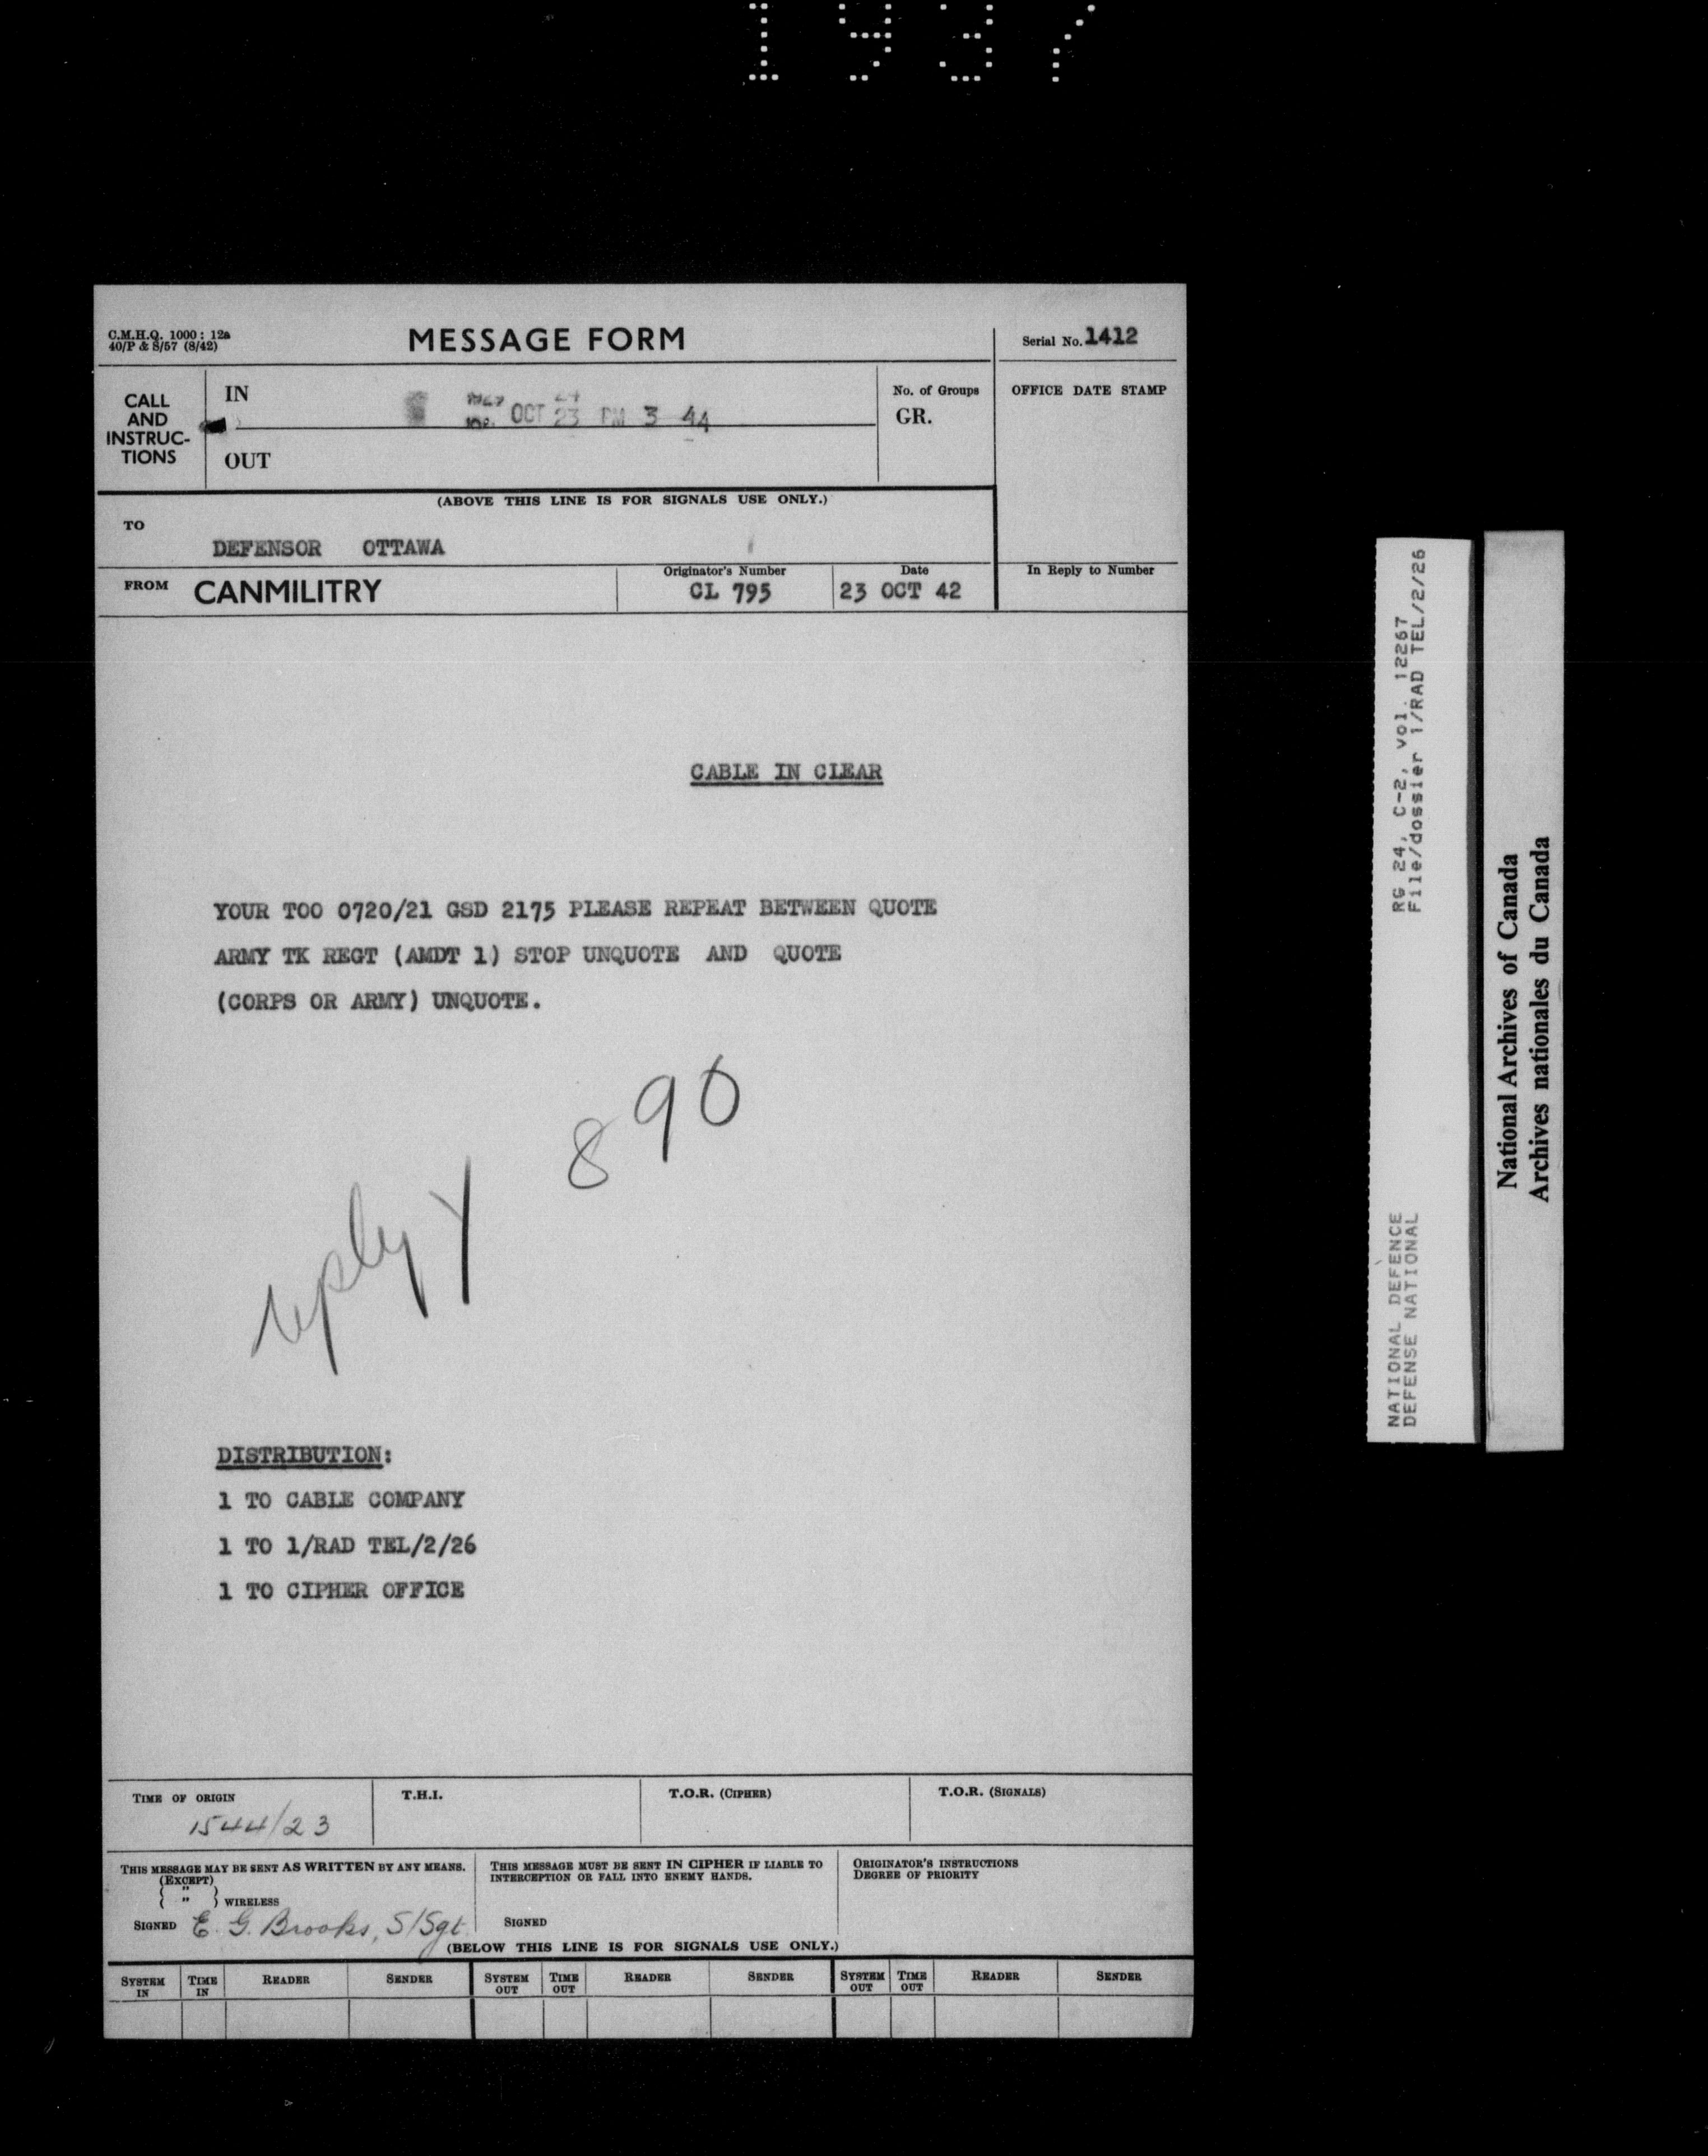 1937
C.M.H.Q. 1000: 12a
40/P & 8/57 (8/42)
MESSAGE FORM
Serial No. 1412
CALL
AND
INSTRUC-
TIONS
IN
OCT 23 PM 3 44
OUT
No. of Groups
GR.
OFFICE DATE STAMP
(ABOVE THIS LINE IS FOR SIGNALS USE ONLY.)
TO
DEFENSOR OTTAWA
FROM CANMILITRY
Originator's Number
CL 795
Date
23 OCT 42
In Reply to Number
CABLE IN CLEAR
YOUR TOO 0720/21 GSD 2175 PLEASE REPEAT BETWEEN QUOTE
ARMY TK REGT (AMDT 1) STOP UNQUOTE AND QUOTE
(CORPS OR ARMY) UNQUOTE.
reply 890
DISTRIBUTION:
1 TO CABLE COMPANY
1 TO 1/RAD TEL/2/26
1 TO CIPHER OFFICE
TIME OF ORIGIN
1544/23
T.H.I.
T.O.R. (CIPHER)
T.O.R. (SIGNALS)
THIS MESSAGE MAY BE SENT AS WRITTEN BY ANY MEANS.
(EXCEPT)
( " )
( " ) WIRELESS
SIGNED E. G. Brooks, S/Sgt.
THIS MESSAGE MUST BE SENT IN CIPHER IF LIABLE TO
INTERCEPTION OR FALL INTO ENEMY HANDS.
SIGNED
ORIGINATOR'S INSTRUCTIONS
DEGREE OF PRIORITY
(BELOW THIS LINE IS FOR SIGNALS USE ONLY.)
SYSTEM IN
TIME IN
READER
SENDER
SYSTEM OUT
TIME OUT
READER
SENDER
SYSTEM OUT
TIME OUT
READER
SENDER
NATIONAL DEFENCE
DEFENSE NATIONAL
RG 24, C-2, vol. 12267
File/dossier 1/RAD TEL/2/26
National Archives of Canada
Archives nationales du Canada